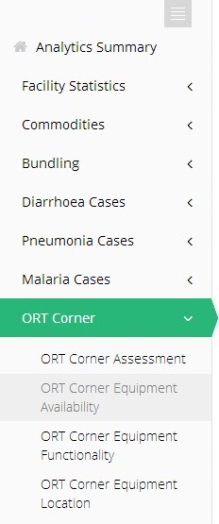 Analytics Summary
Facility Statistics
Commodities
Bundling
Diarrhoea Cases
Pneumonia Cases
Malaria Cases
ORT Corner
ORT Corner Assessment
ORT Corner Equipment
Availability
ORT Corner Equipment
Functionality
ORT Corner Equipment
Location